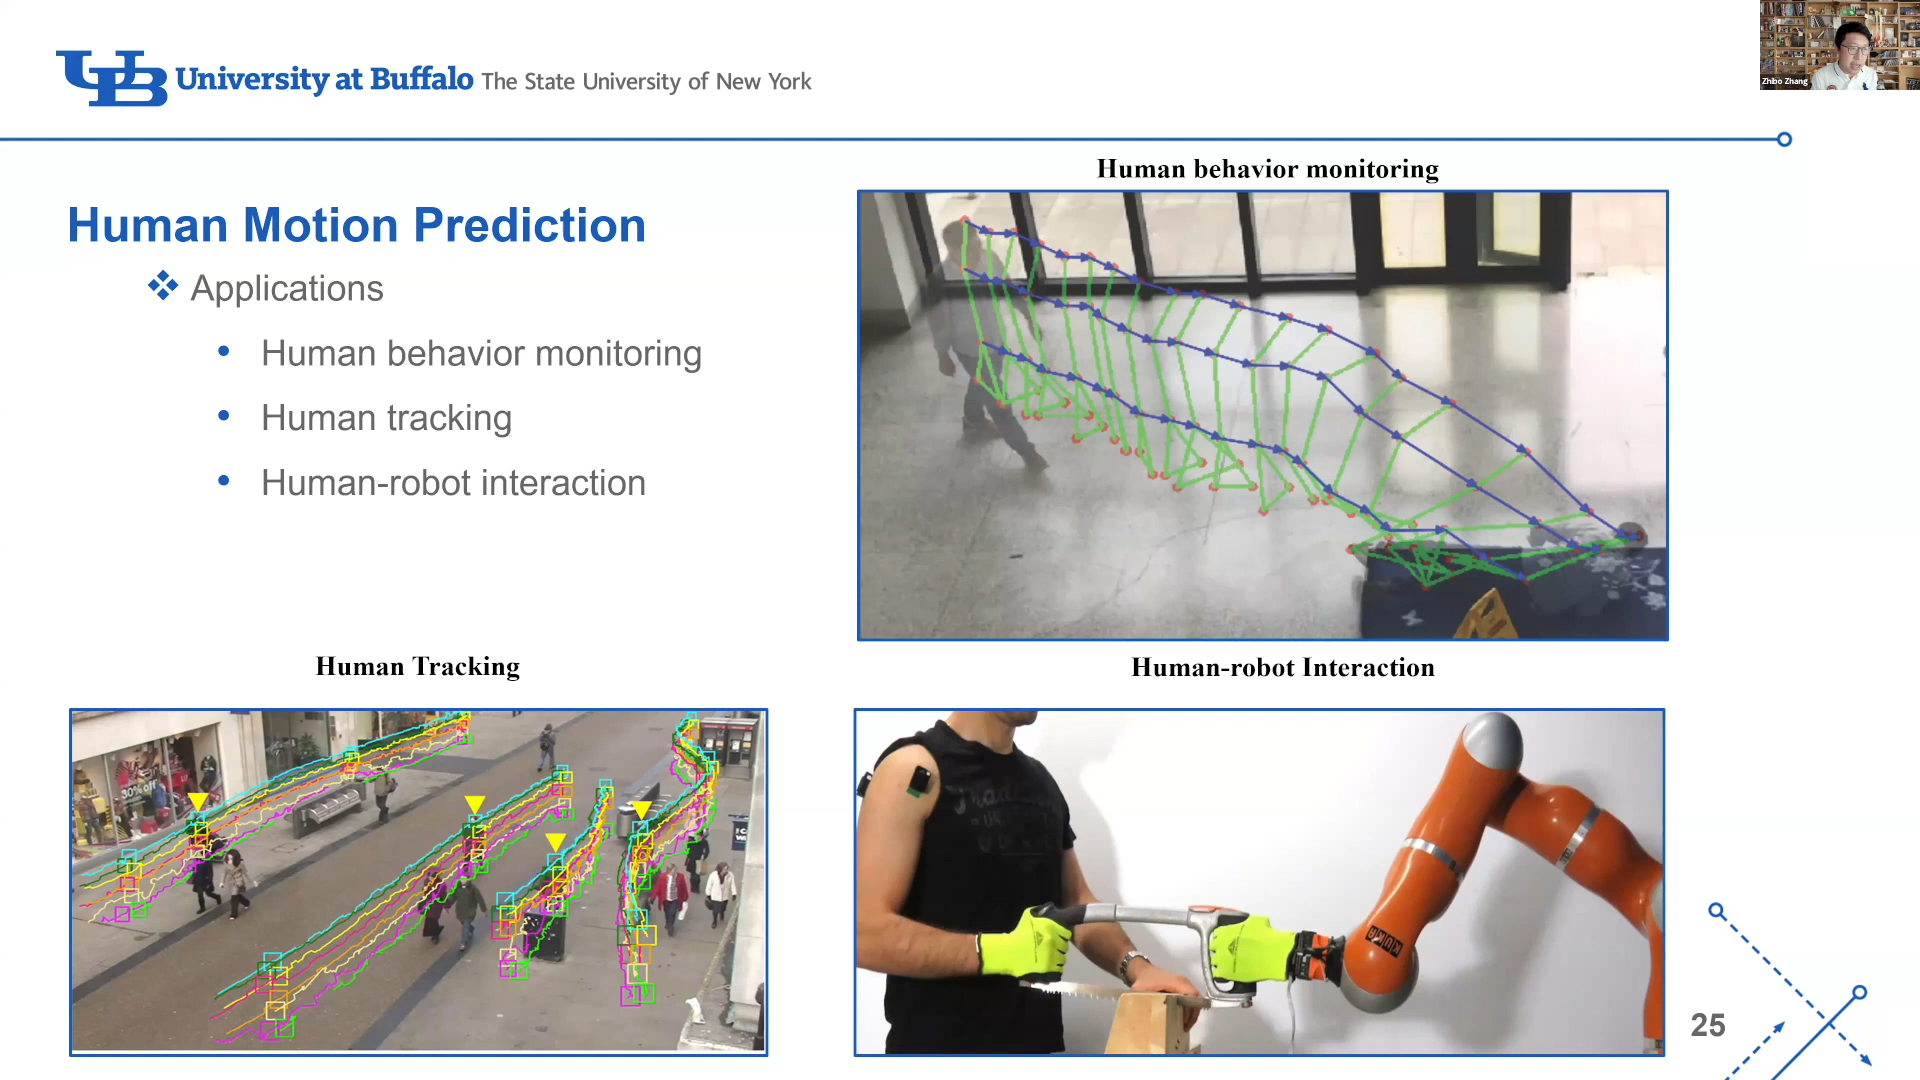 University at Buffalo The State University of New York
Zhibo Zhang
Human Motion Prediction
Applications
Human behavior monitoring
Human tracking
Human-robot interaction
Human behavior monitoring
Human Tracking
30% off
Human-robot Interaction
KUKA
25